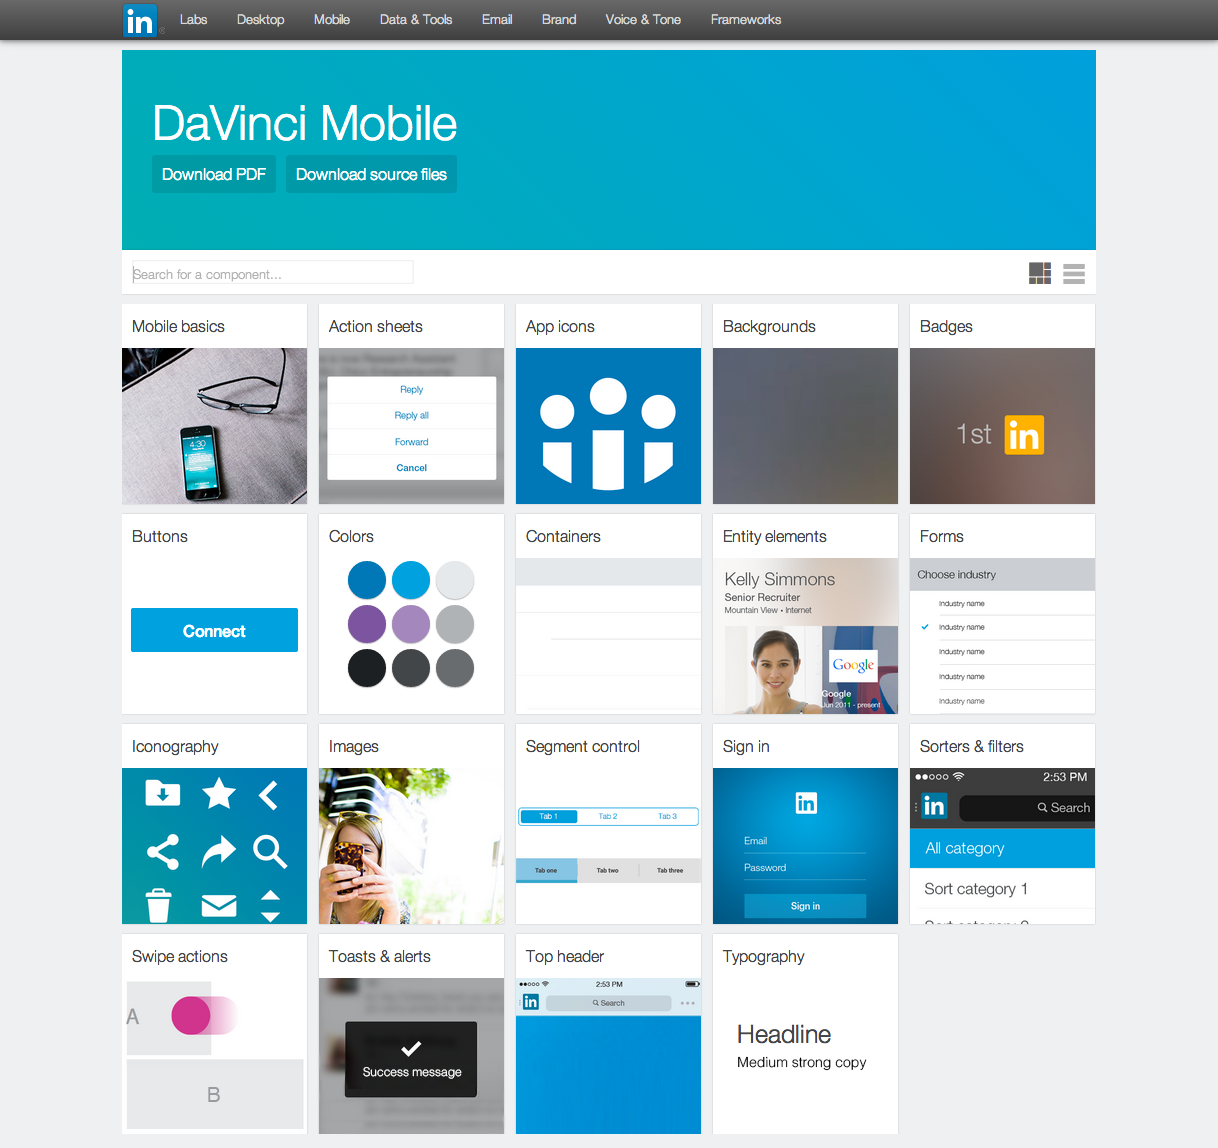 in Labs Desktop Mobile Data & Tools Email Brand Voice & Tone Frameworks
DaVinci Mobile
Download PDF Download source files
Search for a component...
Mobile basics
4:30
Action sheets
Reply
Reply all
Forward
Cancel
App icons
Backgrounds
Badges
1st in
Buttons
Connect
Colors
Containers
Entity elements
Kelly Simmons
Senior Recruiter
Mountain View • Internet
Google
Google
Jun 2011 - present
Forms
Choose industry
Industry name
Industry name
Industry name
Industry name
Industry name
Iconography
Images
Segment control
Tab 1 Tab 2 Tab 3
Tab one Tab two Tab three
Sign in
in
Email
Password
Sign in
Sorters & filters
2:53 PM
in Search
All category
Sort category 1
Swipe actions
A
B
Toasts & alerts
Success message
Top header
2:53 PM
in Search
Typography
Headline
Medium strong copy